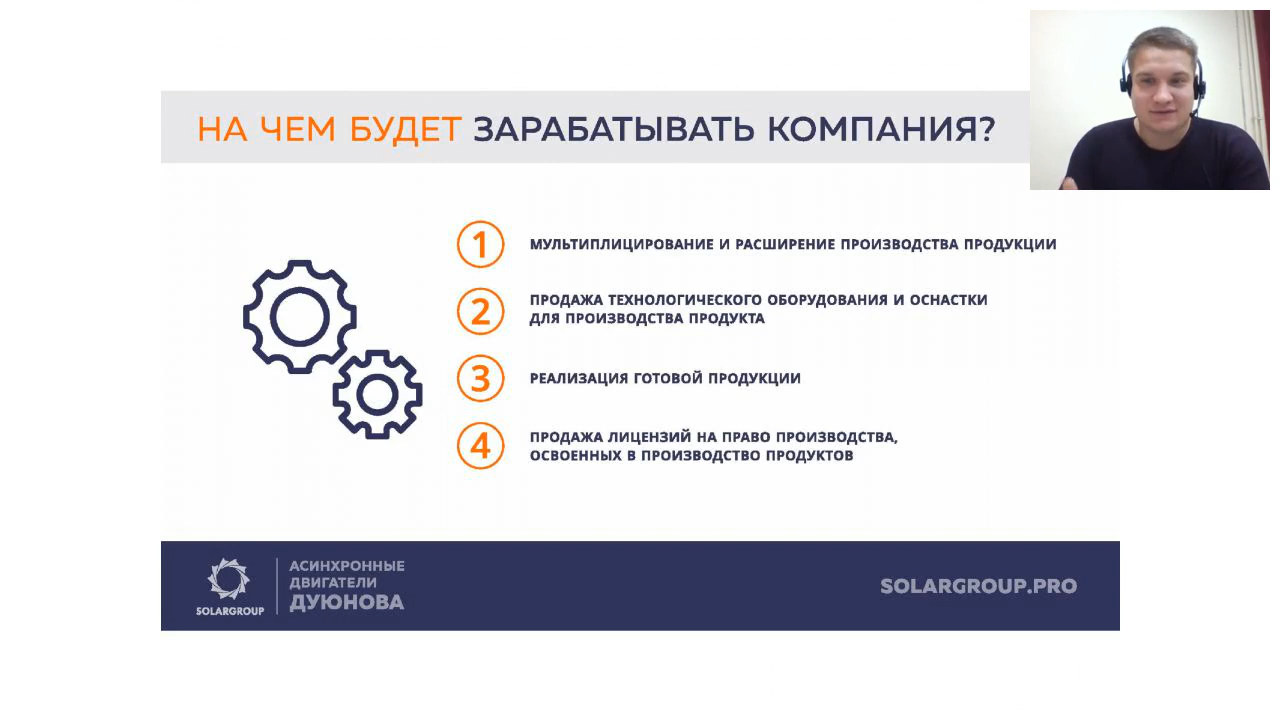 НА ЧЕМ БУДЕТ ЗАРАБАТЫВАТЬ КОМПАНИЯ?
1
МУЛЬТИПЛИЦИРОВАНИЕ И РАСШИРЕНИЕ ПРОИЗВОДСТВА ПРОДУКЦИИ
2
ПРОДАЖА ТЕХНОЛОГИЧЕСКОГО ОБОРУДОВАНИЯ И ОСНАСТКИ
ДЛЯ ПРОИЗВОДСТВА ПРОДУКТА
3
РЕАЛИЗАЦИЯ ГОТОВОЙ ПРОДУКЦИИ
4
ПРОДАЖА ЛИЦЕНЗИЙ НА ПРАВО ПРОИЗВОДСТВА,
ОСВОЕННЫХ В ПРОИЗВОДСТВО ПРОДУКТОВ
SOLARGROUP
АСИНХРОННЫЕ
ДВИГАТЕЛИ
ДУЮНОВА
SOLARGROUP.PRO